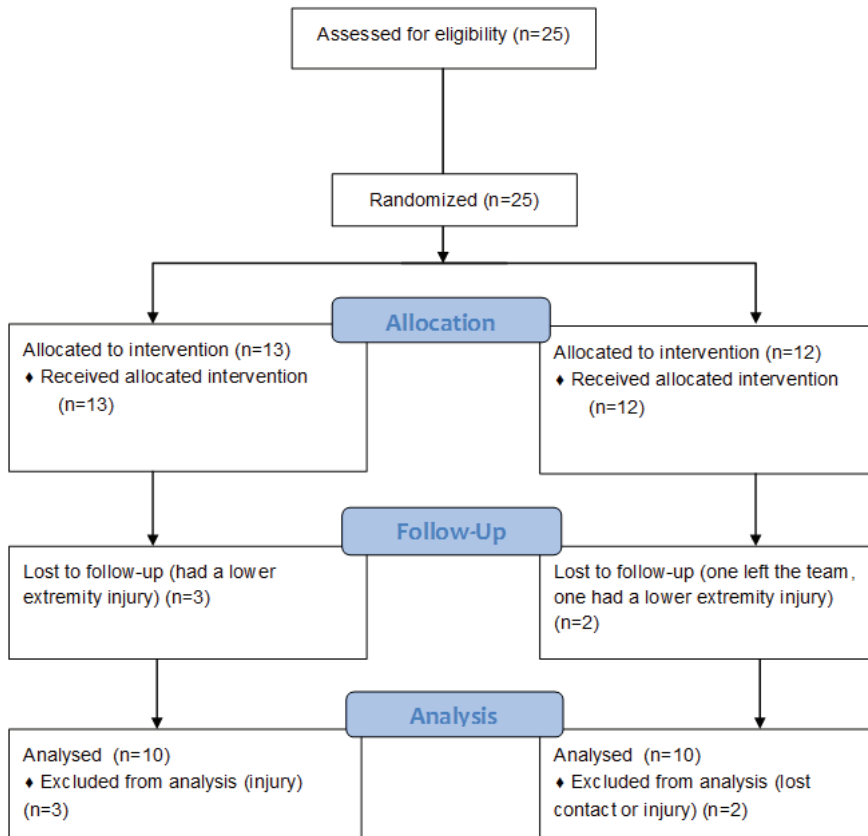 Assessed for eligibility (n=25)
Randomized (n=25)
Allocation
Allocated to intervention (n=13)
♦ Received allocated intervention
(n=13)
Allocated to intervention (n=12)
♦ Received allocated intervention
(n=12)
Follow-Up
Lost to follow-up (had a lower
extremity injury) (n=3)
Lost to follow-up (one left the team,
one had a lower extremity injury)
(n=2)
Analysis
Analysed (n=10)
♦ Excluded from analysis (injury)
(n=3)
Analysed (n=10)
♦ Excluded from analysis (lost
contact or injury) (n=2)